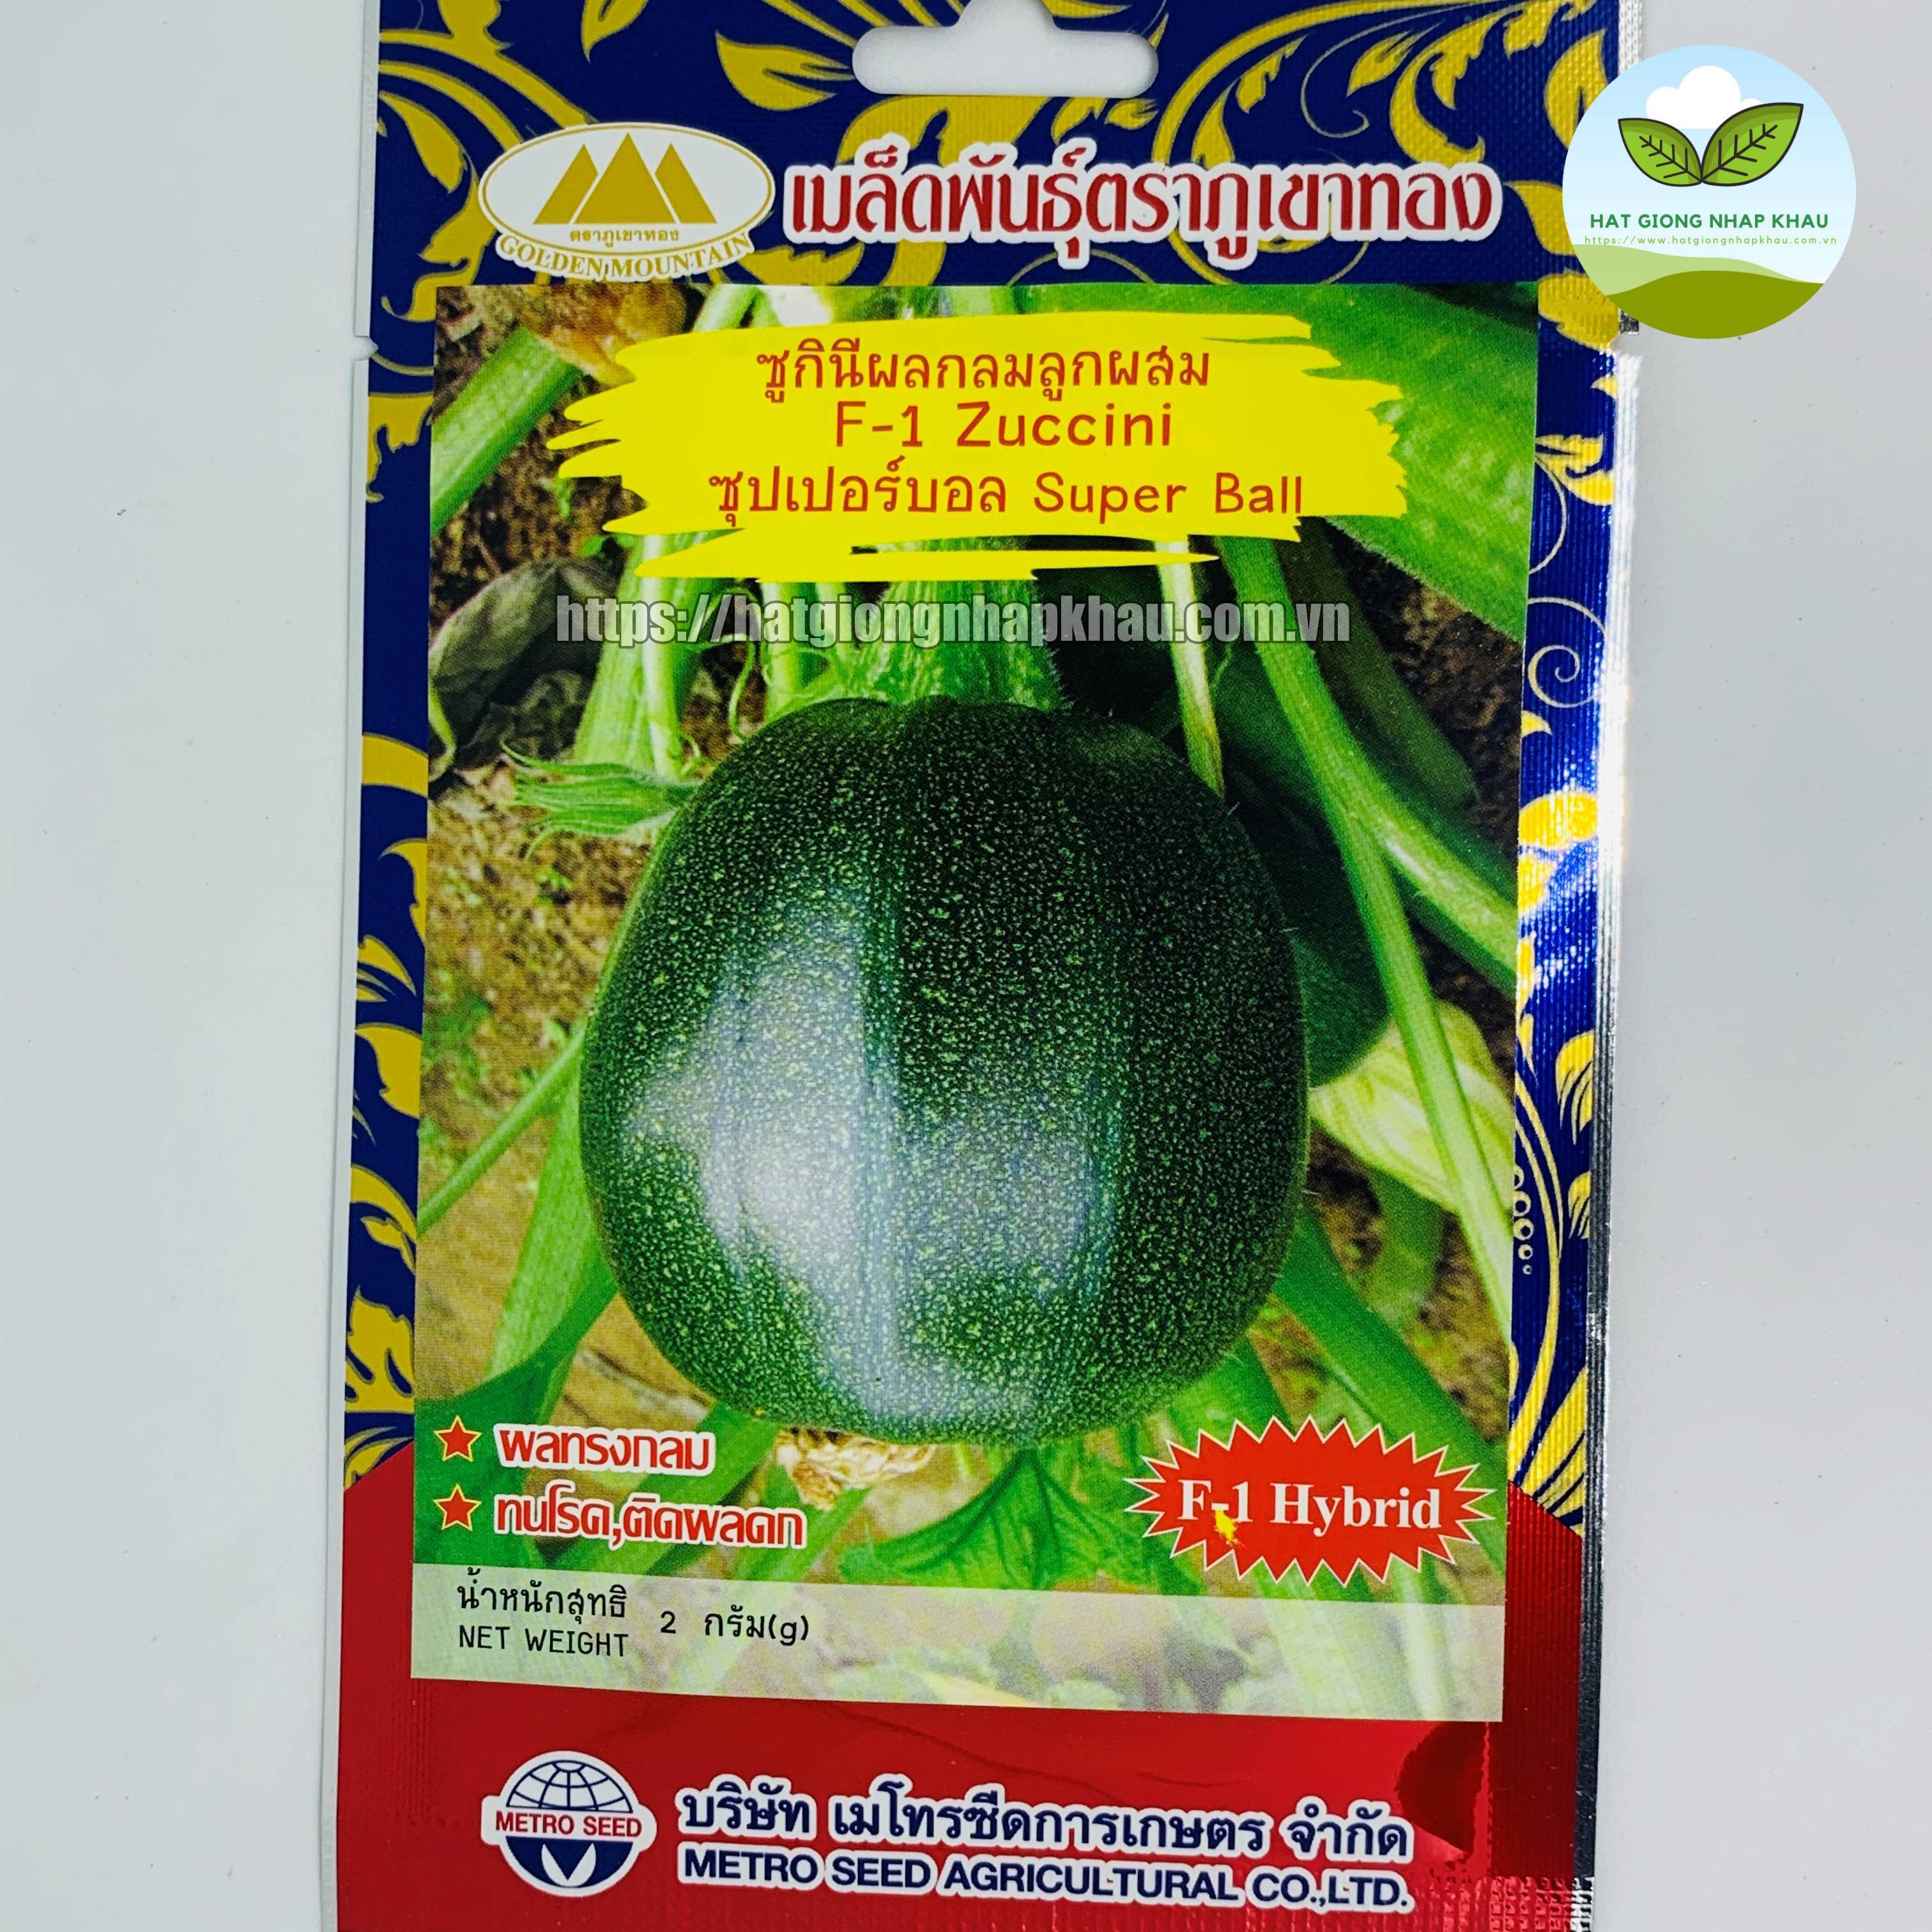 ตราภูเขาทอง
GOLDEN MOUNTAIN
เมล็ดพันธุ์ตราภูเขาทอง
HAT GIONG NHAP KHAU
https://www.hatgiongnhapkhau.com.vn
ซูกินีผลกลมลูกผสม
F-1 Zuccini
ซุปเปอร์บอล Super Ball
https://hatgiongnhapkhau.com.vn
ผลทรงกลม
ทนโรค,ติดผลดก
F-1 Hybrid
น้ำหนักสุทธิ 2 กรัม(g)
NET WEIGHT
METRO SEED
บริษัท เมโทรซีดการเกษตร จำกัด
METRO SEED AGRICULTURAL CO.,LTD.